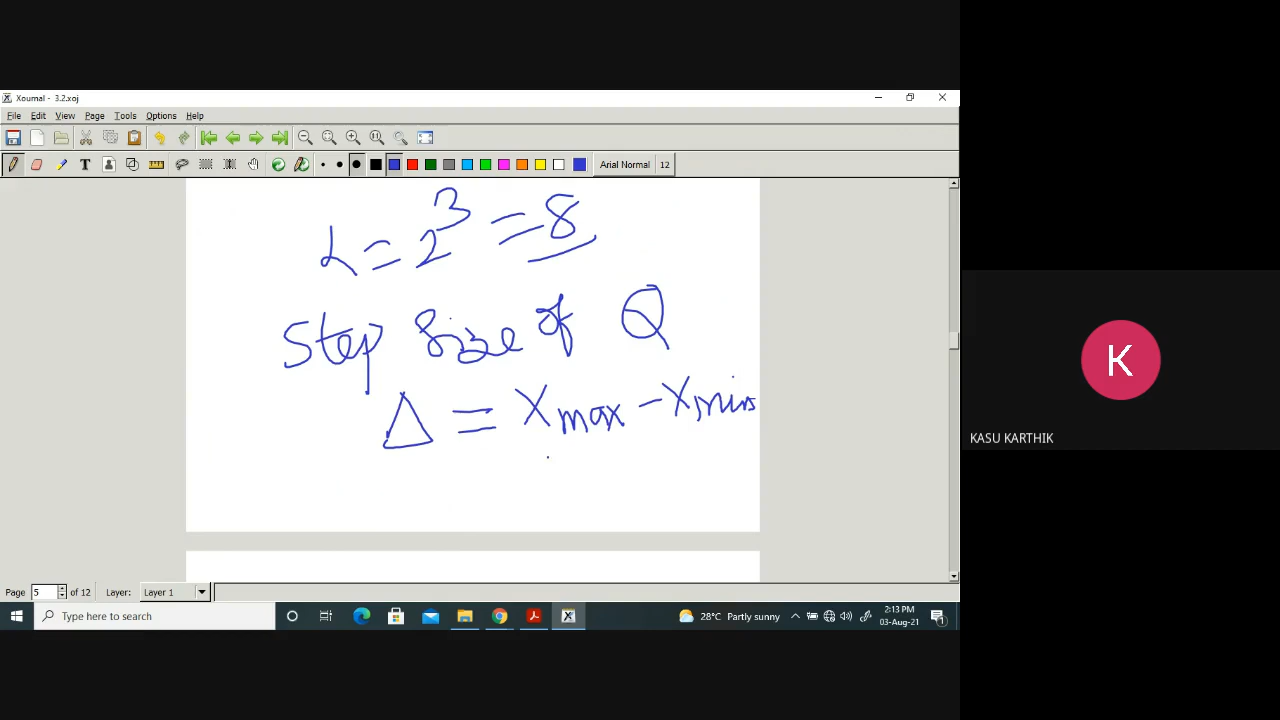 Xournal - 3.2.xoj
File Edit View Page Tools Options Help
T Arial Normal 12
L = 2^3 = 8
Step Size of Q
Δ = Xmax - Xmin
K
KASU KARTHIK
Page 5 of 12 Layer: Layer 1
Type here to search
28°C Partly sunny
2:13 PM
03-Aug-21
1